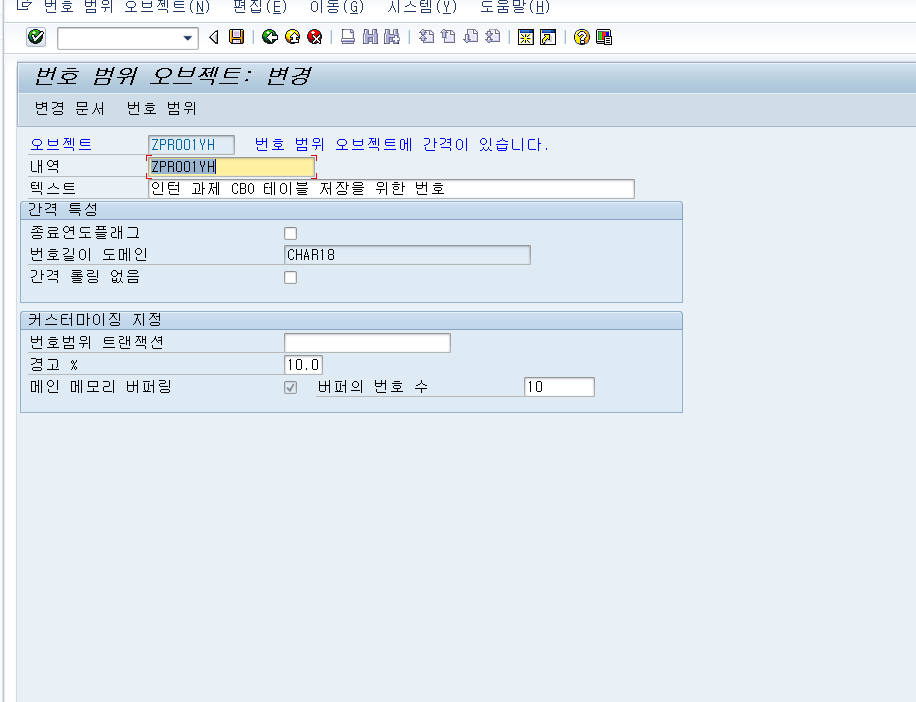 번호 범위 오브젝트(N) 편집(E) 이동(G) 시스템(Y) 도움말(H)
번호 범위 오브젝트: 변경
변경 문서 번호 범위
오브젝트 ZPR001YH 번호 범위 오브젝트에 간격이 있습니다.
내역 ZPR001YH
텍스트 인턴 과제 CBO 테이블 저장을 위한 번호
간격 특성
종료연도플래그
번호길이 도메인 CHAR18
간격 롤링 없음
커스터마이징 지정
번호범위 트랜잭션
경고 % 10.0
메인 메모리 버퍼링 버퍼의 번호 수 10